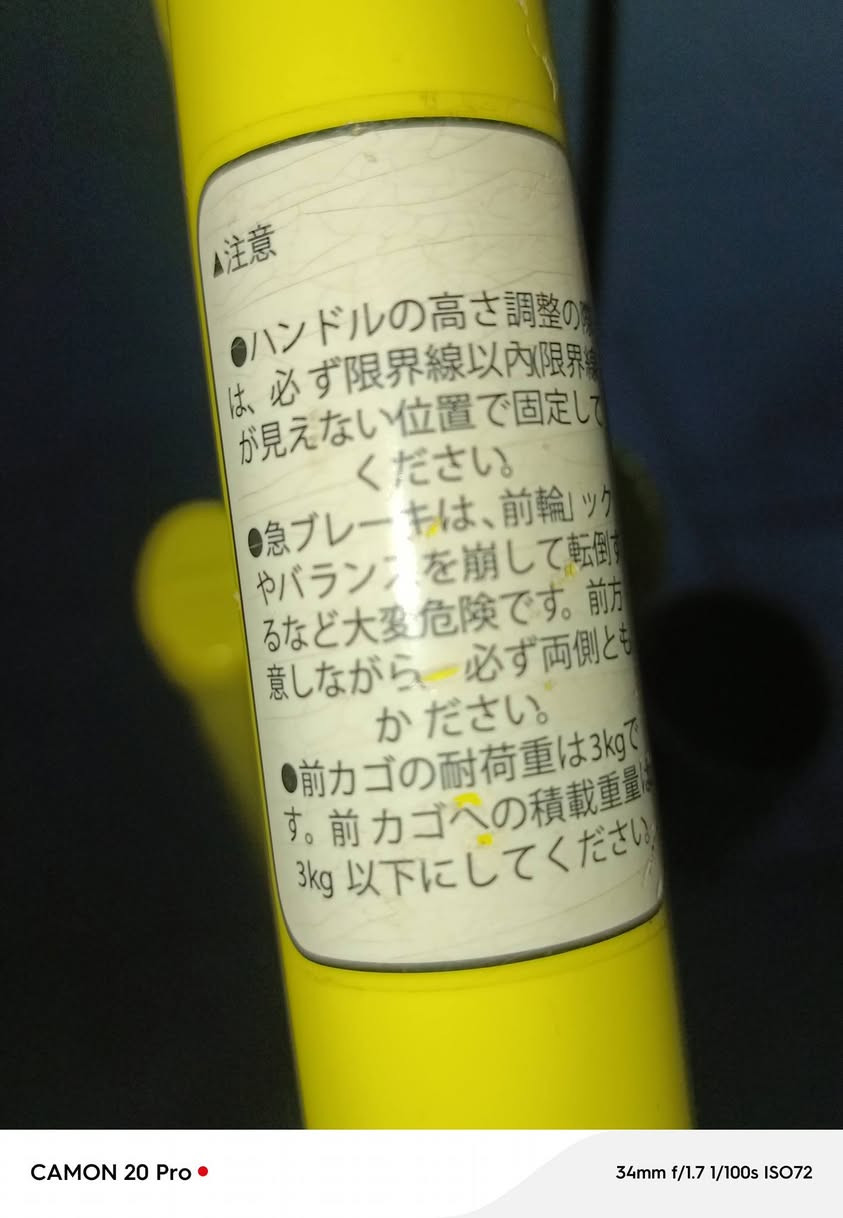 ▲注意
●ハンドルの高さ調整の際
は、必ず限界線以内(限界線
が見えない位置で固定して
ください。
●急ブレーキは、前輪ロック
やバランスを崩して転倒す
るなど大変危険です。前方
意しながら 必ず両側とも
か ださい。
●前カゴの耐荷重は3kgで
す。前カゴへの積載重量は
3kg 以下にしてください。
CAMON 20 Pro
34mm f/1.7 1/100s ISO72